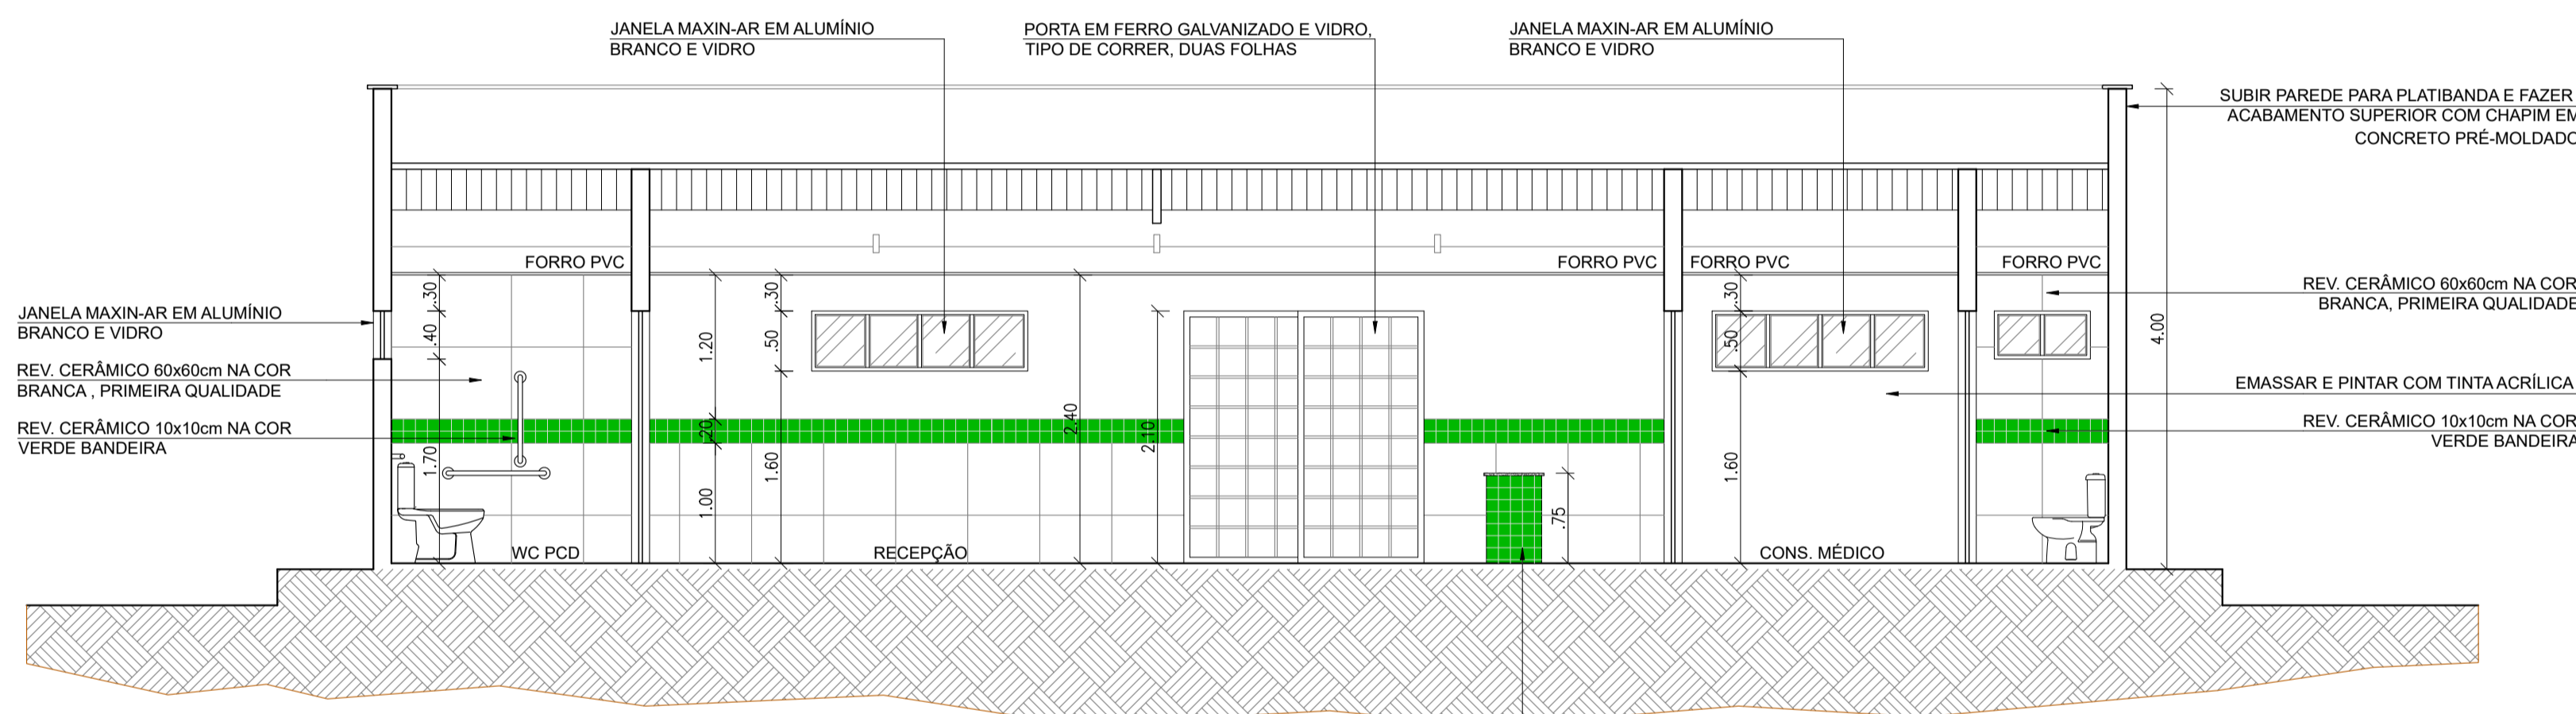 JANELA MAXIN-AR EM ALUMÍNIO
BRANCO E VIDRO
PORTA EM FERRO GALVANIZADO E VIDRO,
TIPO DE CORRER, DUAS FOLHAS
JANELA MAXIN-AR EM ALUMÍNIO
BRANCO E VIDRO
SUBIR PAREDE PARA PLATIBANDA E FAZER
ACABAMENTO SUPERIOR COM CHAPIM EM
CONCRETO PRÉ-MOLDADO
FORRO PVC
FORRO PVC
FORRO PVC
FORRO PVC
JANELA MAXIN-AR EM ALUMÍNIO
BRANCO E VIDRO
REV. CERÂMICO 60x60cm NA COR
BRANCA , PRIMEIRA QUALIDADE
REV. CERÂMICO 10x10cm NA COR
VERDE BANDEIRA
.30
.40
1.70
1.20
.20
1.00
.30
.50
1.60
2.40
2.10
.75
.30
.50
1.60
4.00
REV. CERÂMICO 60x60cm NA COR
BRANCA, PRIMEIRA QUALIDADE
EMASSAR E PINTAR COM TINTA ACRÍLICA
REV. CERÂMICO 10x10cm NA COR
VERDE BANDEIRA
WC PCD
RECEPÇÃO
CONS. MÉDICO